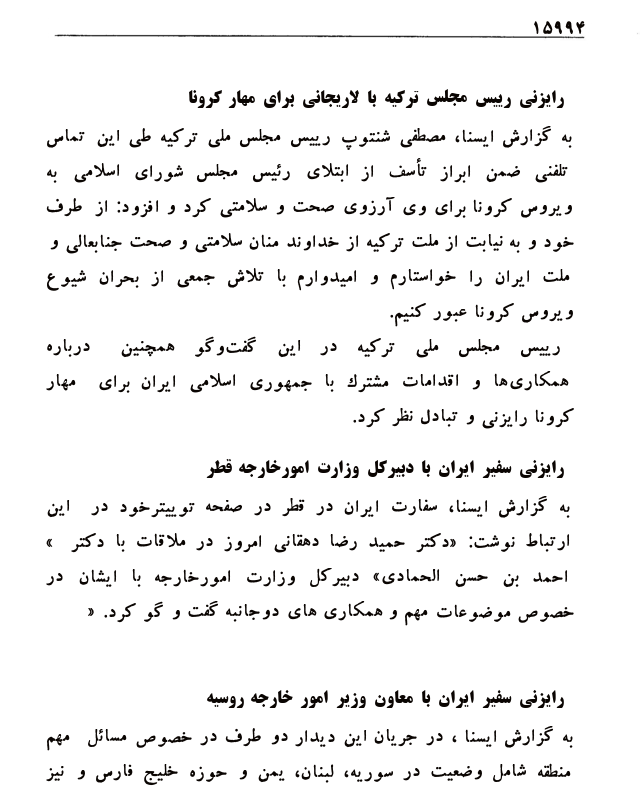 ۱۵۹۹۴
رایزنی رییس مجلس ترکیه با لاریجانی برای مهار کرونا
به گزارش ایسنا، مصطفی شنتوپ رییس مجلس ملی ترکیه طی این تماس
تلفنی ضمن ابراز تأسف از ابتلای رئیس مجلس شورای اسلامی به
ویروس کرونا برای وی آرزوی صحت و سلامتی کرد و افزود: از طرف
خود و به نیابت از ملت ترکیه از خداوند منان سلامتی و صحت جنابعالی و
ملت ایران را خواستارم و امیدوارم با تلاش جمعی از بحران شیوع
ویروس کرونا عبور کنیم.
رییس مجلس ملی ترکیه در این گفت‌وگو همچنین درباره
همکاری‌ها و اقدامات مشترك با جمهوری اسلامی ایران برای مهار
کرونا رایزنی و تبادل نظر کرد.
رایزنی سفیر ایران با دبیرکل وزارت امورخارجه قطر
به گزارش ایسنا، سفارت ایران در قطر در صفحه توییترخود در این
ارتباط نوشت: «دکتر حمید رضا دهقانی امروز در ملاقات با دکتر »
احمد بن حسن الحمادی» دبیرکل وزارت امورخارجه با ایشان در
خصوص موضوعات مهم و همکاری های دوجانبه گفت و گو کرد. «
رایزنی سفیر ایران با معاون وزیر امور خارجه روسیه
به گزارش ایسنا ، در جریان این دیدار دو طرف در خصوص مسائل مهم
منطقه شامل وضعیت در سوریه، لبنان، یمن و حوزه خلیج فارس و نیز